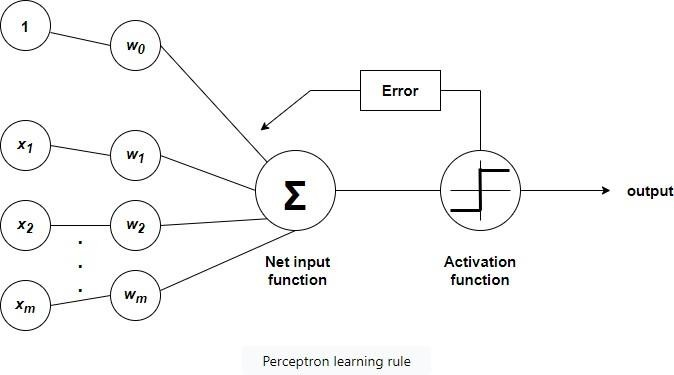 1
w0
Error
x1
w1
Σ
output
x2
w2
Net input
function
Activation
function
xm
wm
Perceptron learning rule